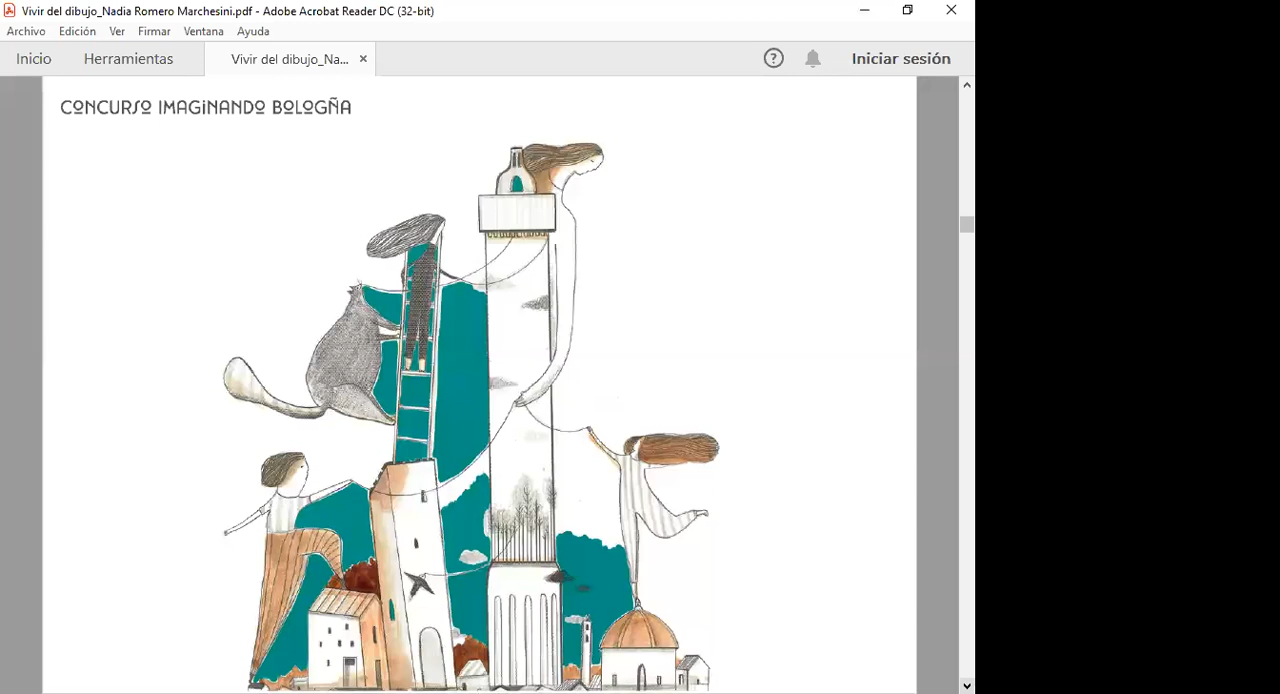 Vivir del dibujo_Nadia Romero Marchesini.pdf - Adobe Acrobat Reader DC (32-bit)
Archivo Edición Ver Firmar Ventana Ayuda
Inicio Herramientas Vivir del dibujo_Na... × ? Iniciar sesión
CONCURSO IMAGINANDO BOLOGÑA